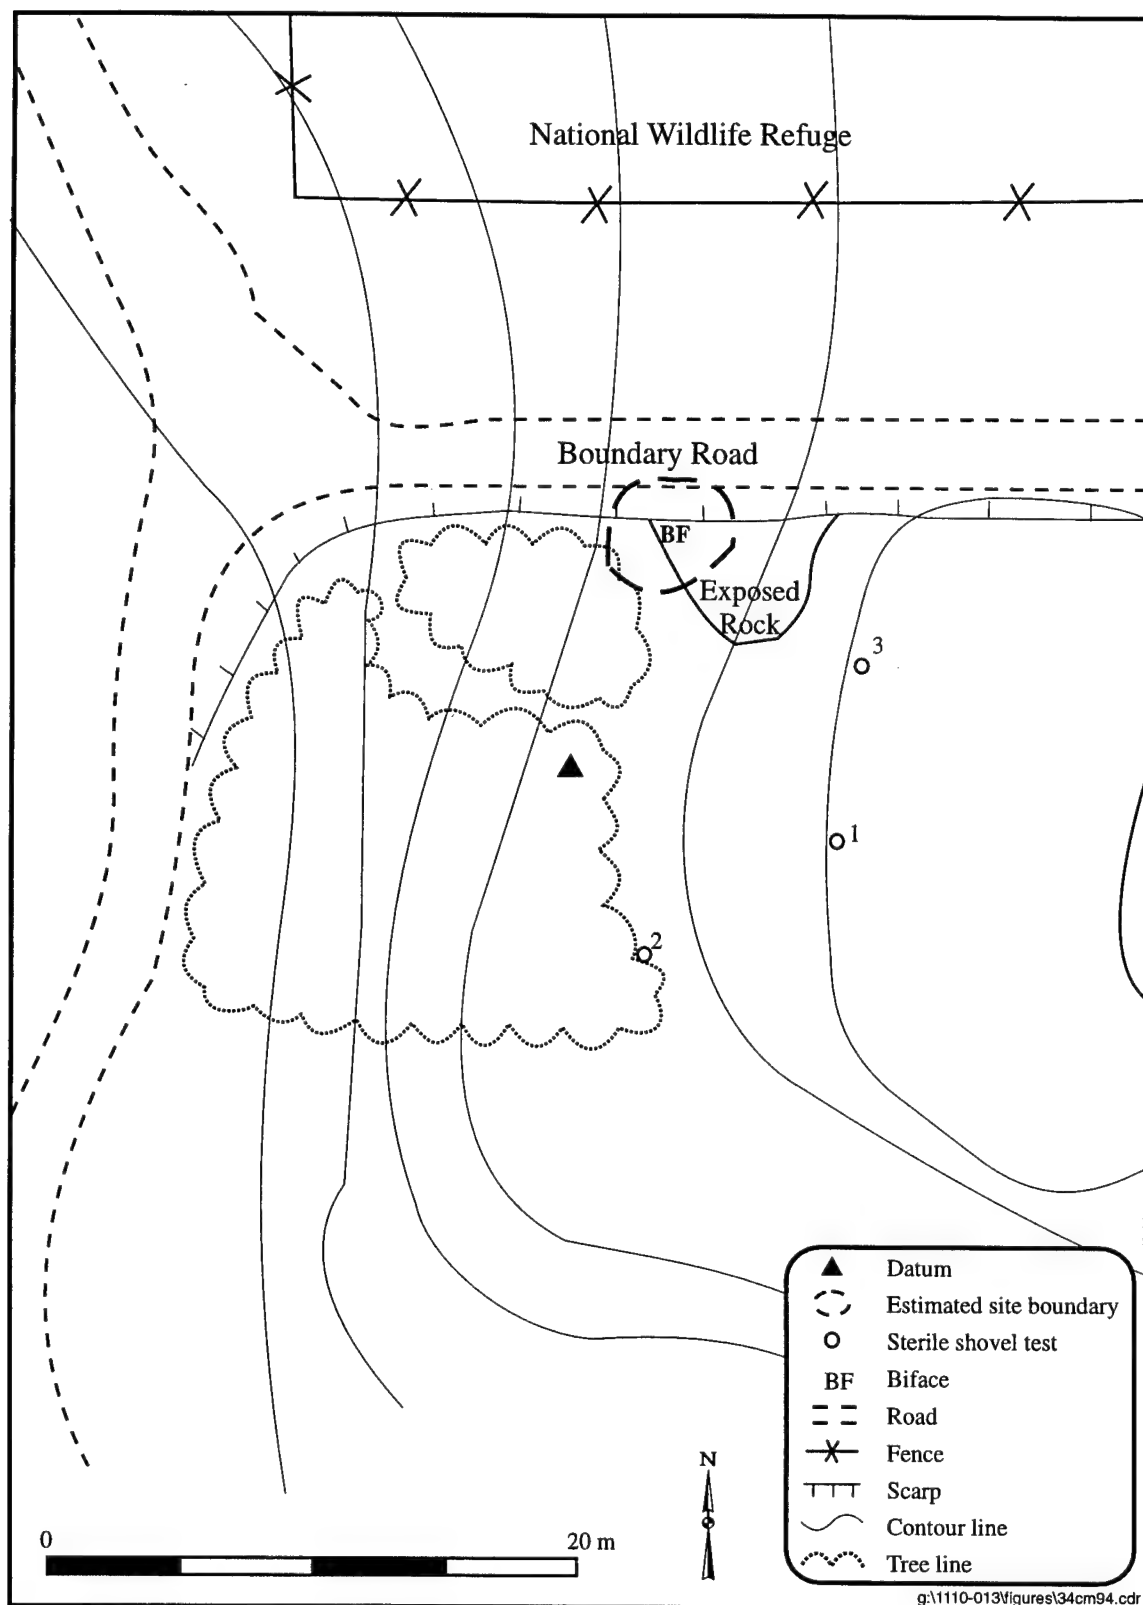 National Wildlife Refuge
Boundary Road
BF
Exposed
Rock
3
1
2
Datum
Estimated site boundary
Sterile shovel test
BF Biface
Road
Fence
Scarp
Contour line
Tree line
N
0 20 m
g:\1110-013\figures\34cm94.cdr